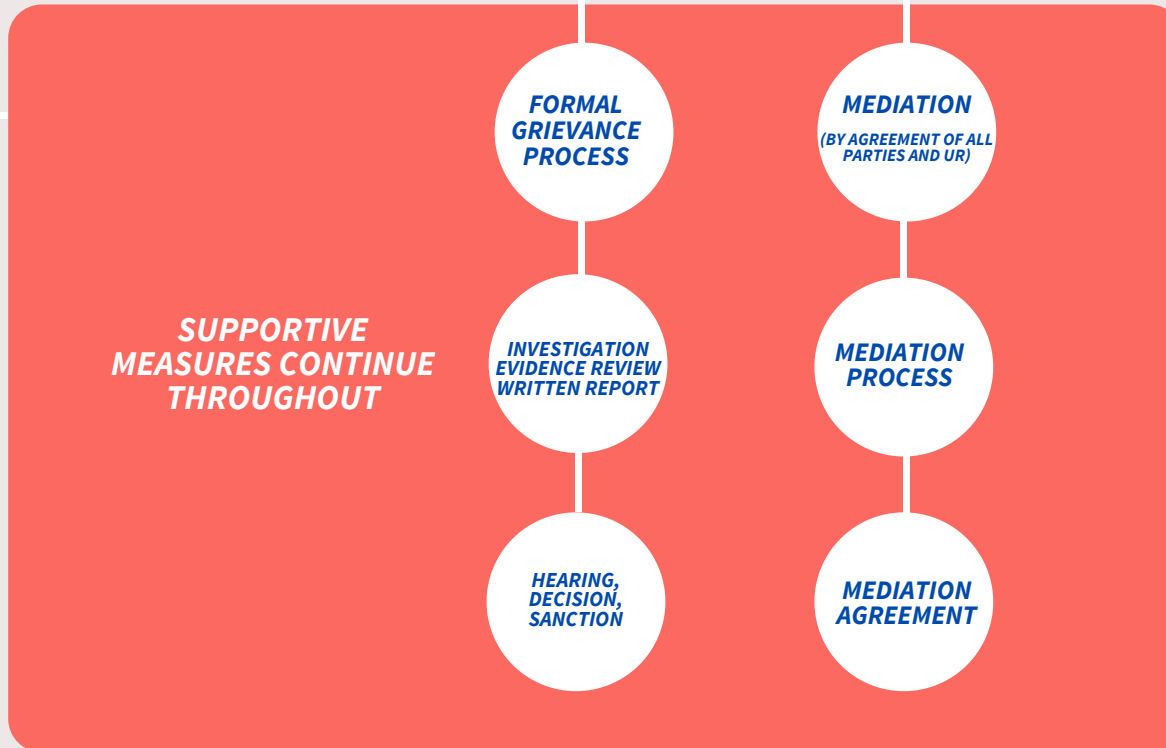 SUPPORTIVE
MEASURES CONTINUE
THROUGHOUT
FORMAL
GRIEVANCE
PROCESS
INVESTIGATION
EVIDENCE REVIEW
WRITTEN REPORT
HEARING,
DECISION,
SANCTION
MEDIATION
(BY AGREEMENT OF ALL
PARTIES AND UR)
MEDIATION
PROCESS
MEDIATION
AGREEMENT